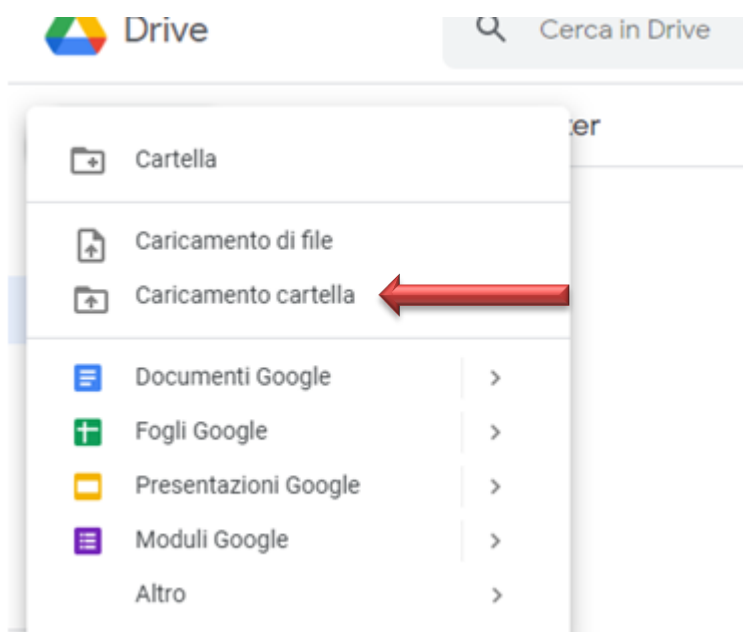 Drive
Cerca in Drive
ter
Cartella
Caricamento di file
Caricamento cartella
Documenti Google
Fogli Google
Presentazioni Google
Moduli Google
Altro